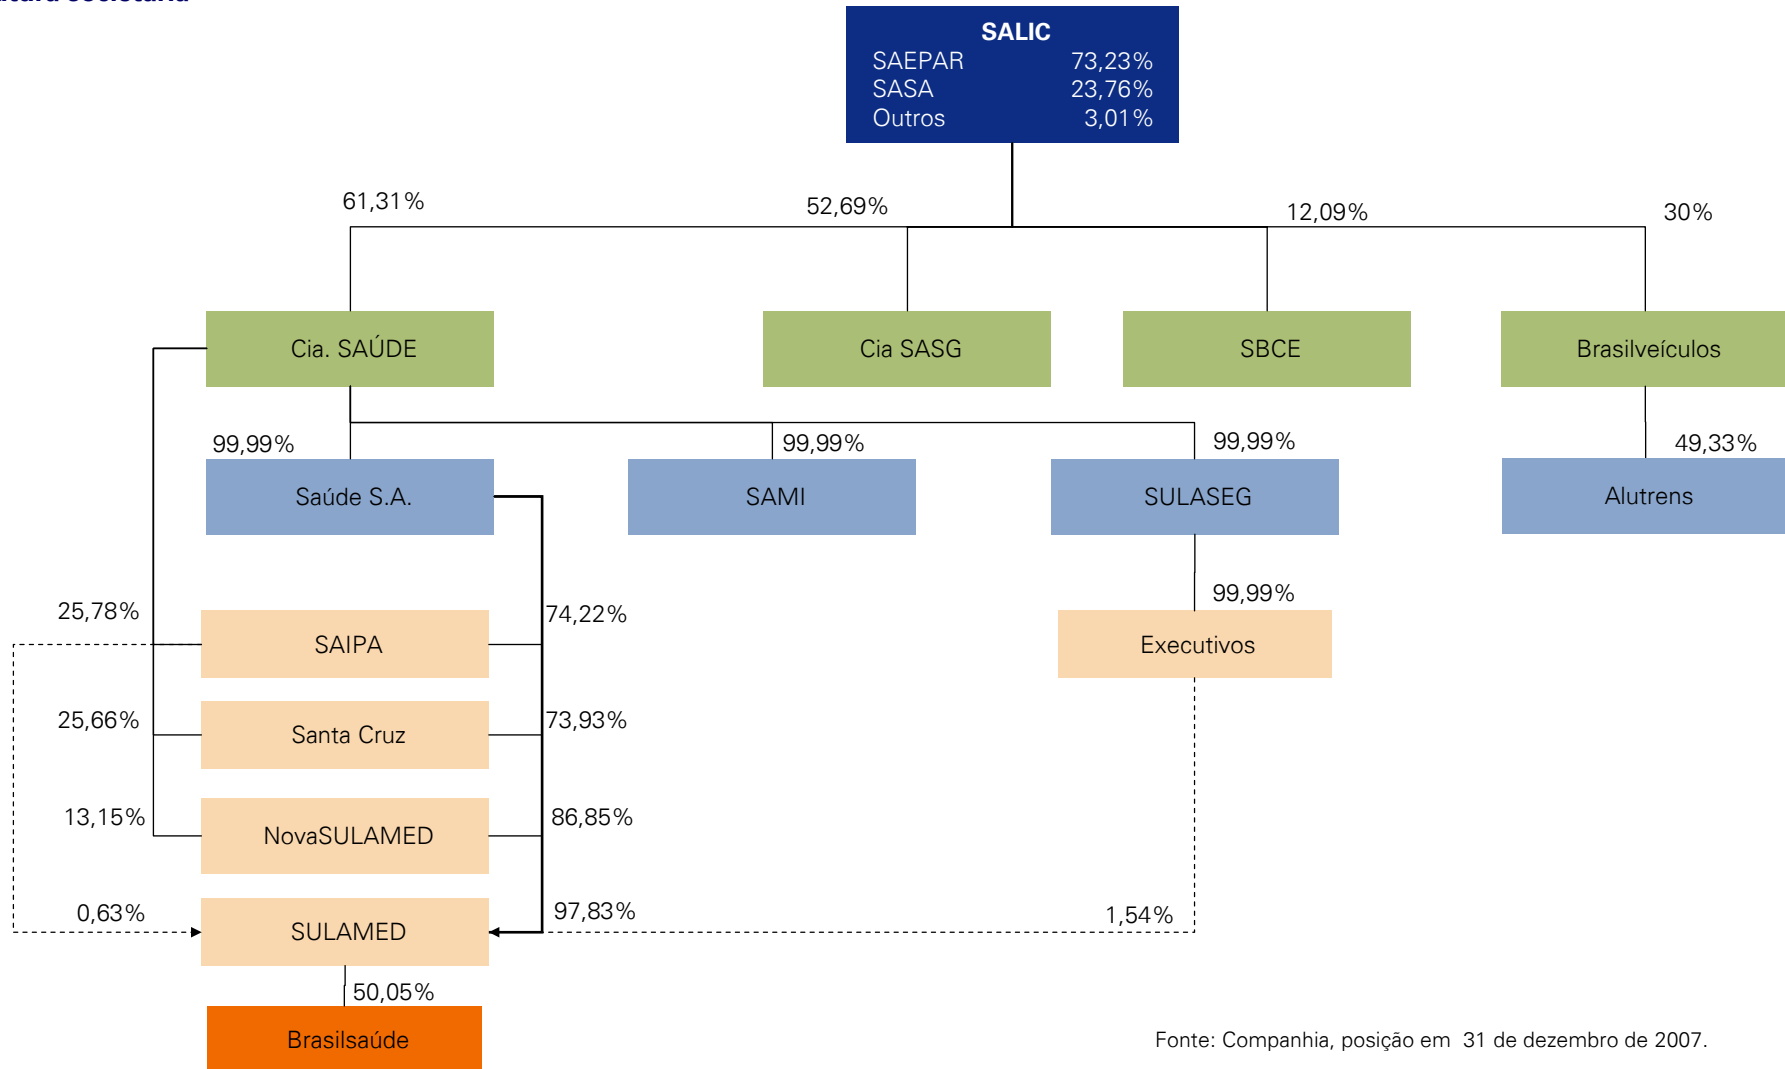 SALIC
SAEPAR 73,23%
SASA 23,76%
Outros 3,01%
61,31% 52,69% 12,09% 30%
Cia. SAÚDE Cia SASG SBCE Brasilveículos
99,99% 99,99% 99,99% 49,33%
Saúde S.A. SAMI SULASEG Alutrens
99,99%
25,78% 74,22%
SAIPA Executivos
25,66% 73,93%
Santa Cruz
13,15% 86,85%
NovaSULAMED
0,63% 97,83% 1,54%
SULAMED
50,05%
Brasilsaúde
Fonte: Companhia, posição em 31 de dezembro de 2007.